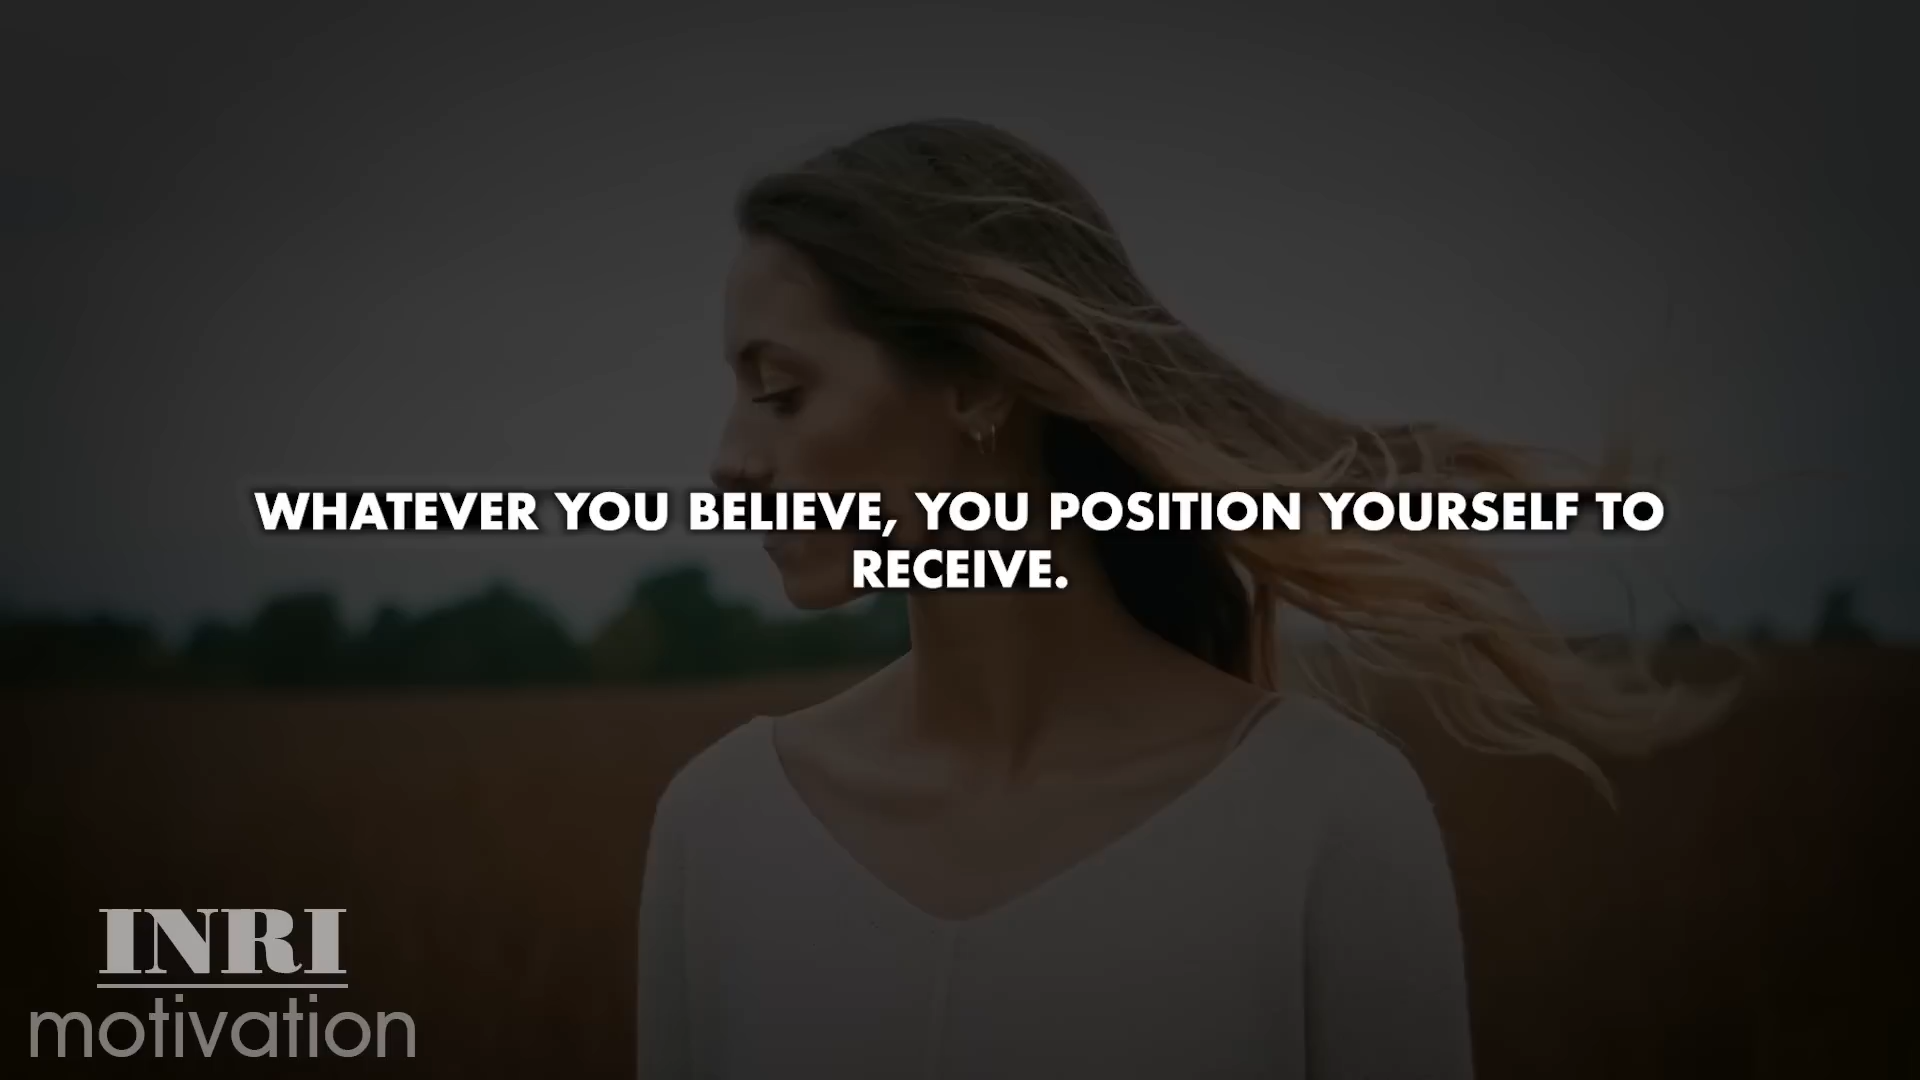 WHATEVER YOU BELIEVE, YOU POSITION YOURSELF TO
RECEIVE.
INRI
motivation